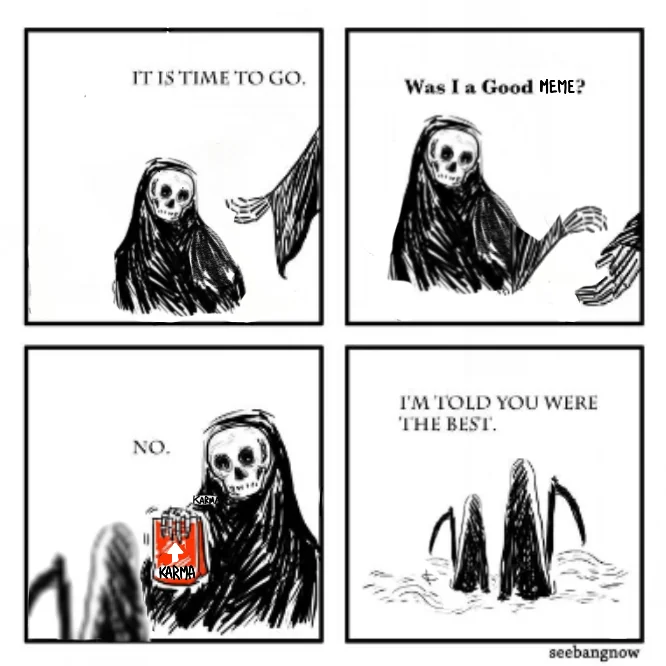 IT IS TIME TO GO.
Was I a Good MEME?
NO.
KARMA
KARMA
I'M TOLD YOU WERE
THE BEST.
seebangnow